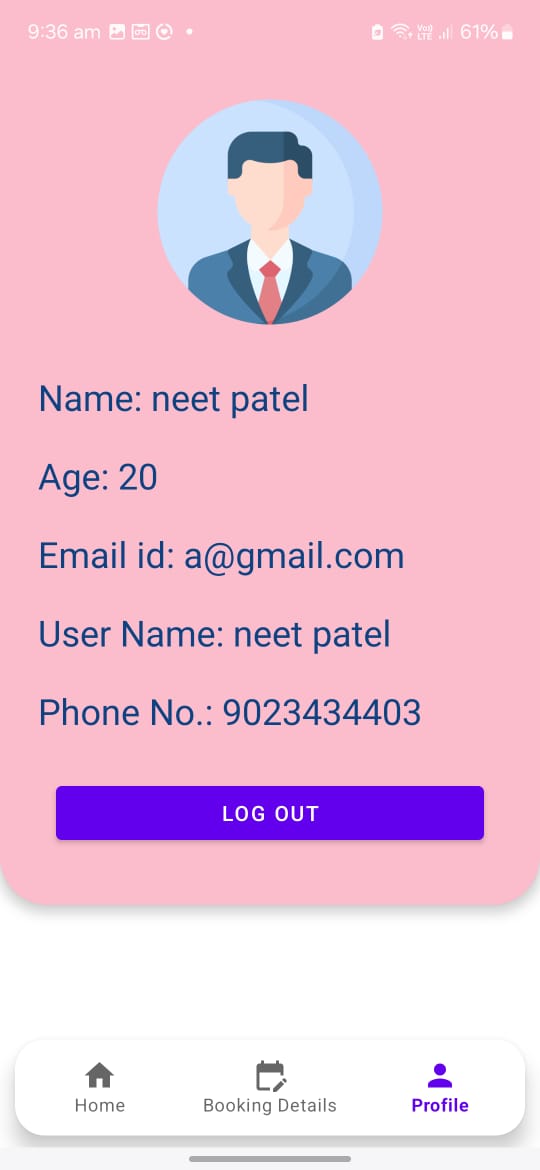 9:36 am Vo)) LTE 61%
Name: neet patel
Age: 20
Email id: a@gmail.com
User Name: neet patel
Phone No.: 9023434403
LOG OUT
Home Booking Details Profile